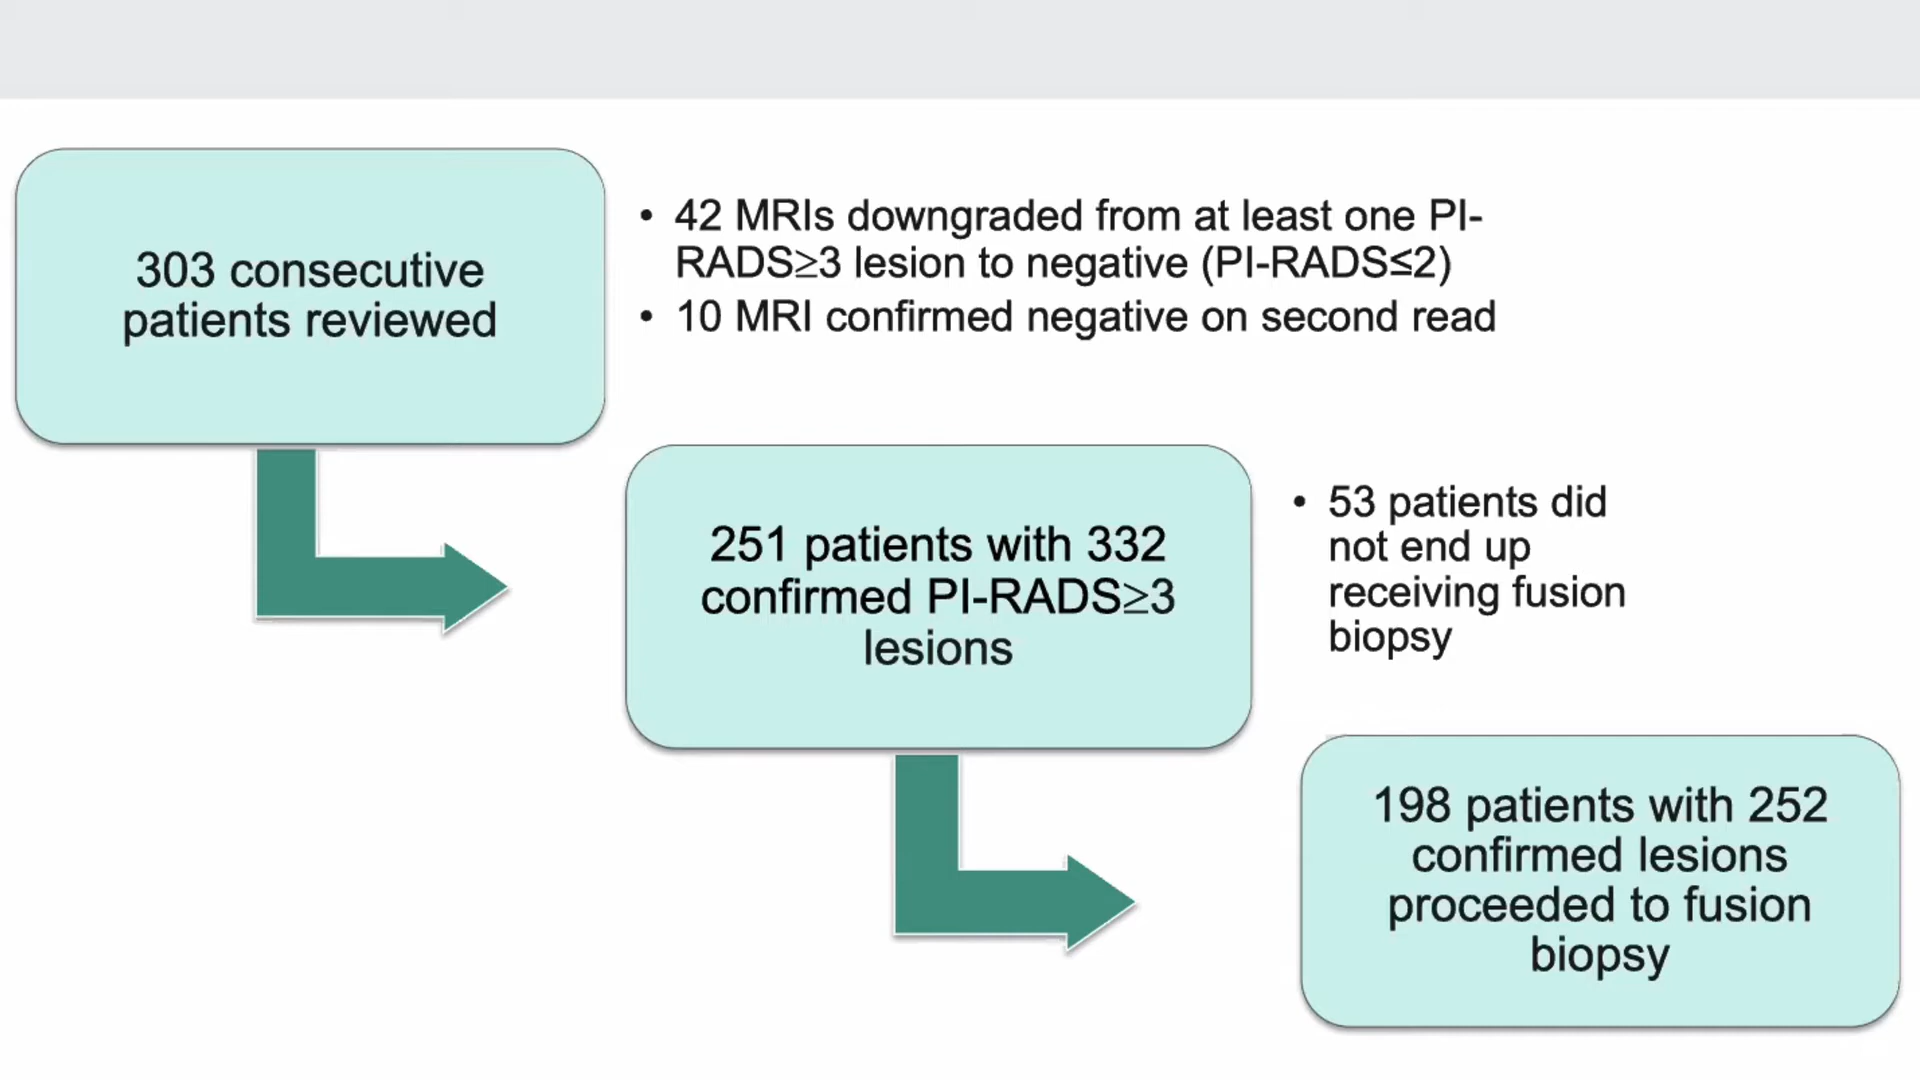 303 consecutive
patients reviewed
• 42 MRIs downgraded from at least one PI-
RADS≥3 lesion to negative (PI-RADS≤2)
• 10 MRI confirmed negative on second read
251 patients with 332
confirmed PI-RADS≥3
lesions
• 53 patients did
not end up
receiving fusion
biopsy
198 patients with 252
confirmed lesions
proceeded to fusion
biopsy